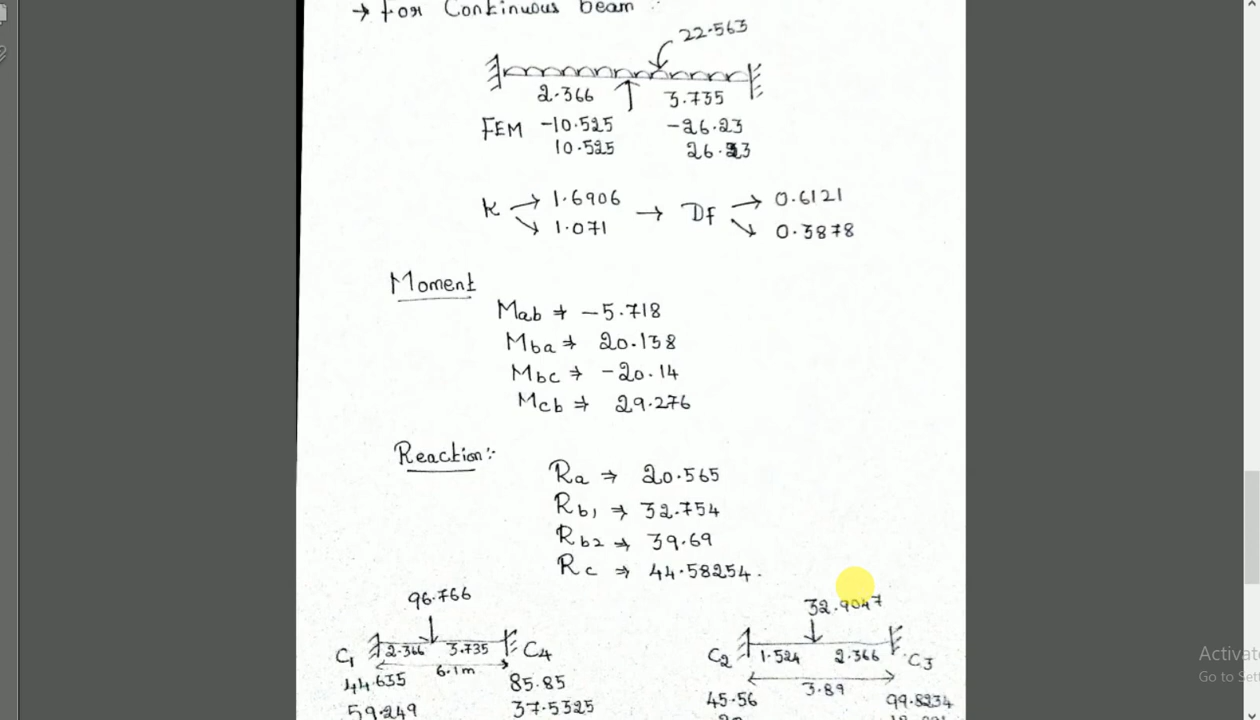 → for Continuous beam :-
22.563
2.366 3.735
FEM -10.525 -26.23
10.525 26.23
K → 1.6906 → Df → 0.6121
↘ 1.071 ↘ 0.3878
Moment
Mab ⇒ -5.718
Mba ⇒ 20.138
Mbc ⇒ -20.14
Mcb ⇒ 29.276
Reaction :-
Ra ⇒ 20.565
Rb1 ⇒ 32.754
Rb2 ⇒ 39.69
Rc ⇒ 44.58254.
96.766 32.9047
C1 2.366 3.735 C4 C2 1.524 2.366 C3
6.1m 3.89
44.635 85.85 45.56 99.8234
59.249 37.5325
Activat
Go to Set